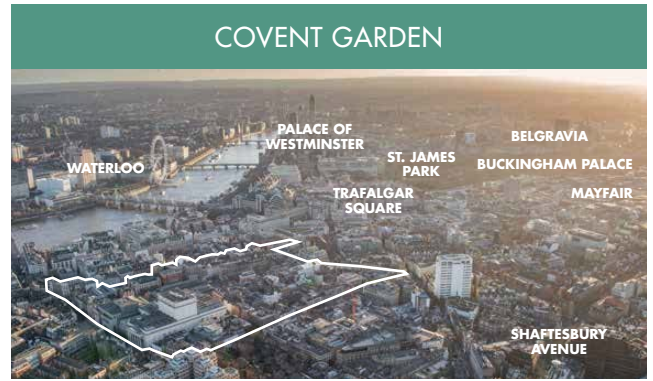 COVENT GARDEN
PALACE OF
WESTMINSTER
BELGRAVIA
WATERLOO
ST. JAMES
PARK
BUCKINGHAM PALACE
TRAFALGAR
SQUARE
MAYFAIR
SHAFTESBURY
AVENUE